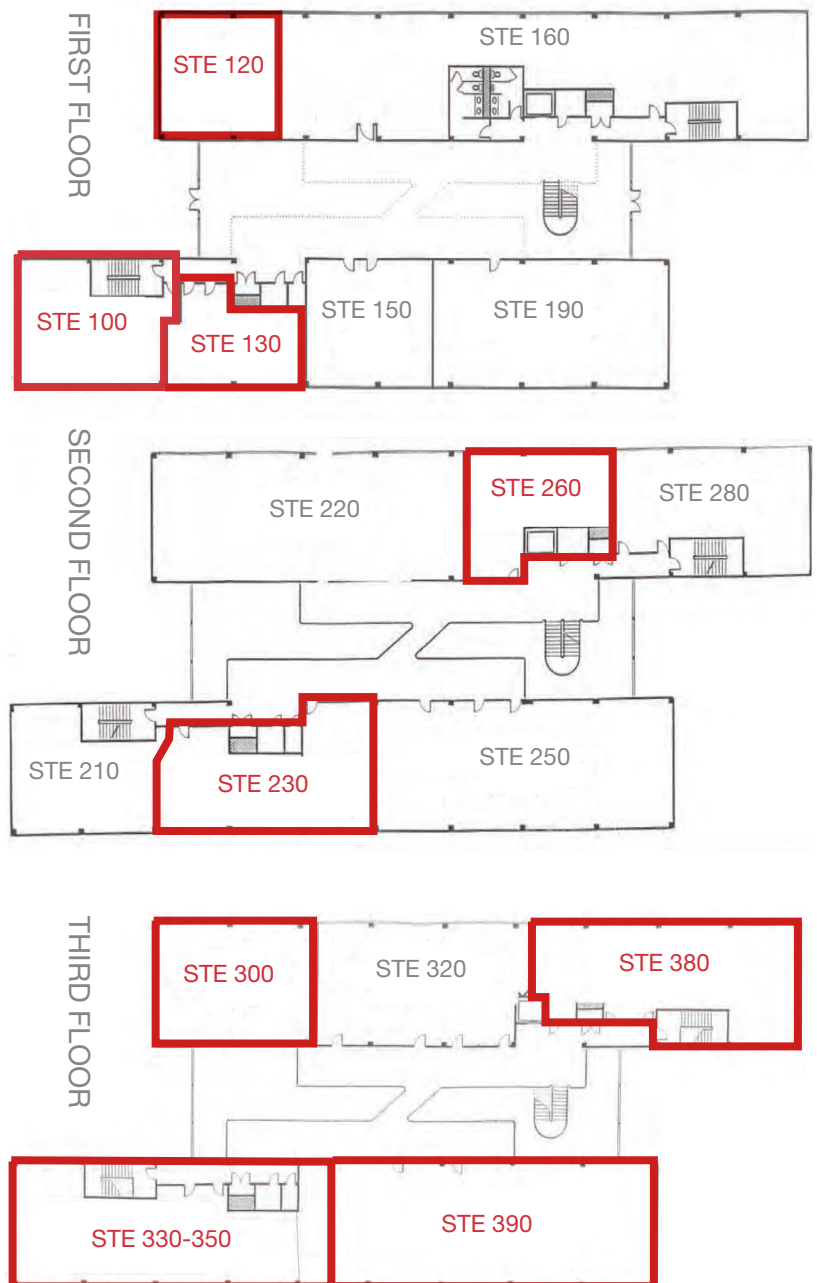 FIRST FLOOR
STE 120
STE 160
STE 100
STE 130
STE 150
STE 190
SECOND FLOOR
STE 220
STE 260
STE 280
STE 210
STE 230
STE 250
THIRD FLOOR
STE 300
STE 320
STE 380
STE 330-350
STE 390